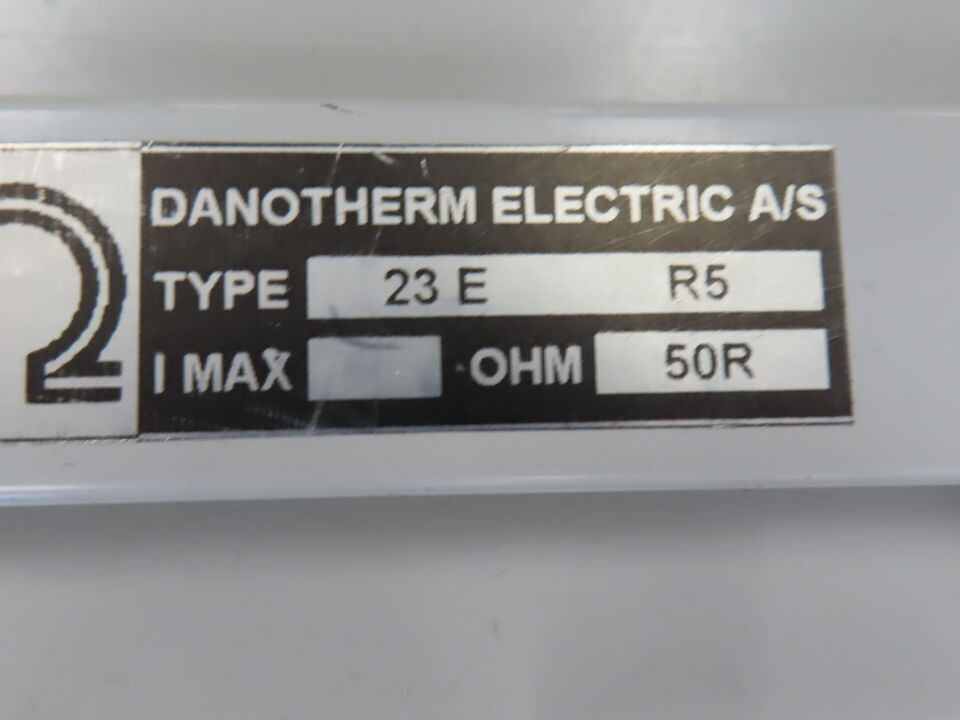 DANOTHERM ELECTRIC A/S
TYPE 23 E R5
I MAX OHM 50R